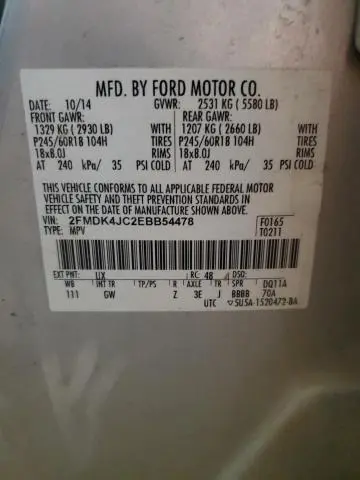 MFD. BY FORD MOTOR CO.
DATE: 10/14 GVWR: 2531 KG ( 5580 LB)
FRONT GAWR: REAR GAWR:
1329 KG ( 2930 LB) WITH 1207 KG ( 2660 LB) WITH
P245/60R18 104H TIRES P245/60R18 104H TIRES
18x8.0J RIMS 18x8.0J RIMS
AT 240 kPa/ 35 PSI COLD AT 240 kPa/ 35 PSI COLD
THIS VEHICLE CONFORMS TO ALL APPLICABLE FEDERAL MOTOR
VEHICLE SAFETY AND THEFT PREVENTION STANDARDS IN
EFFECT ON THE DATE OF MANUFACTURE SHOWN ABOVE.
VIN: 2FMDK4JC2EBB54478 F0165
TYPE: MPV T0211
EXT PNT: UX RC: 48 DSO:
WB INT TR TP/PS R AXLE TR SPR DQ11A
111 GW Z 3E J BBBB 70A
UTC 5U5A-1520472-BA